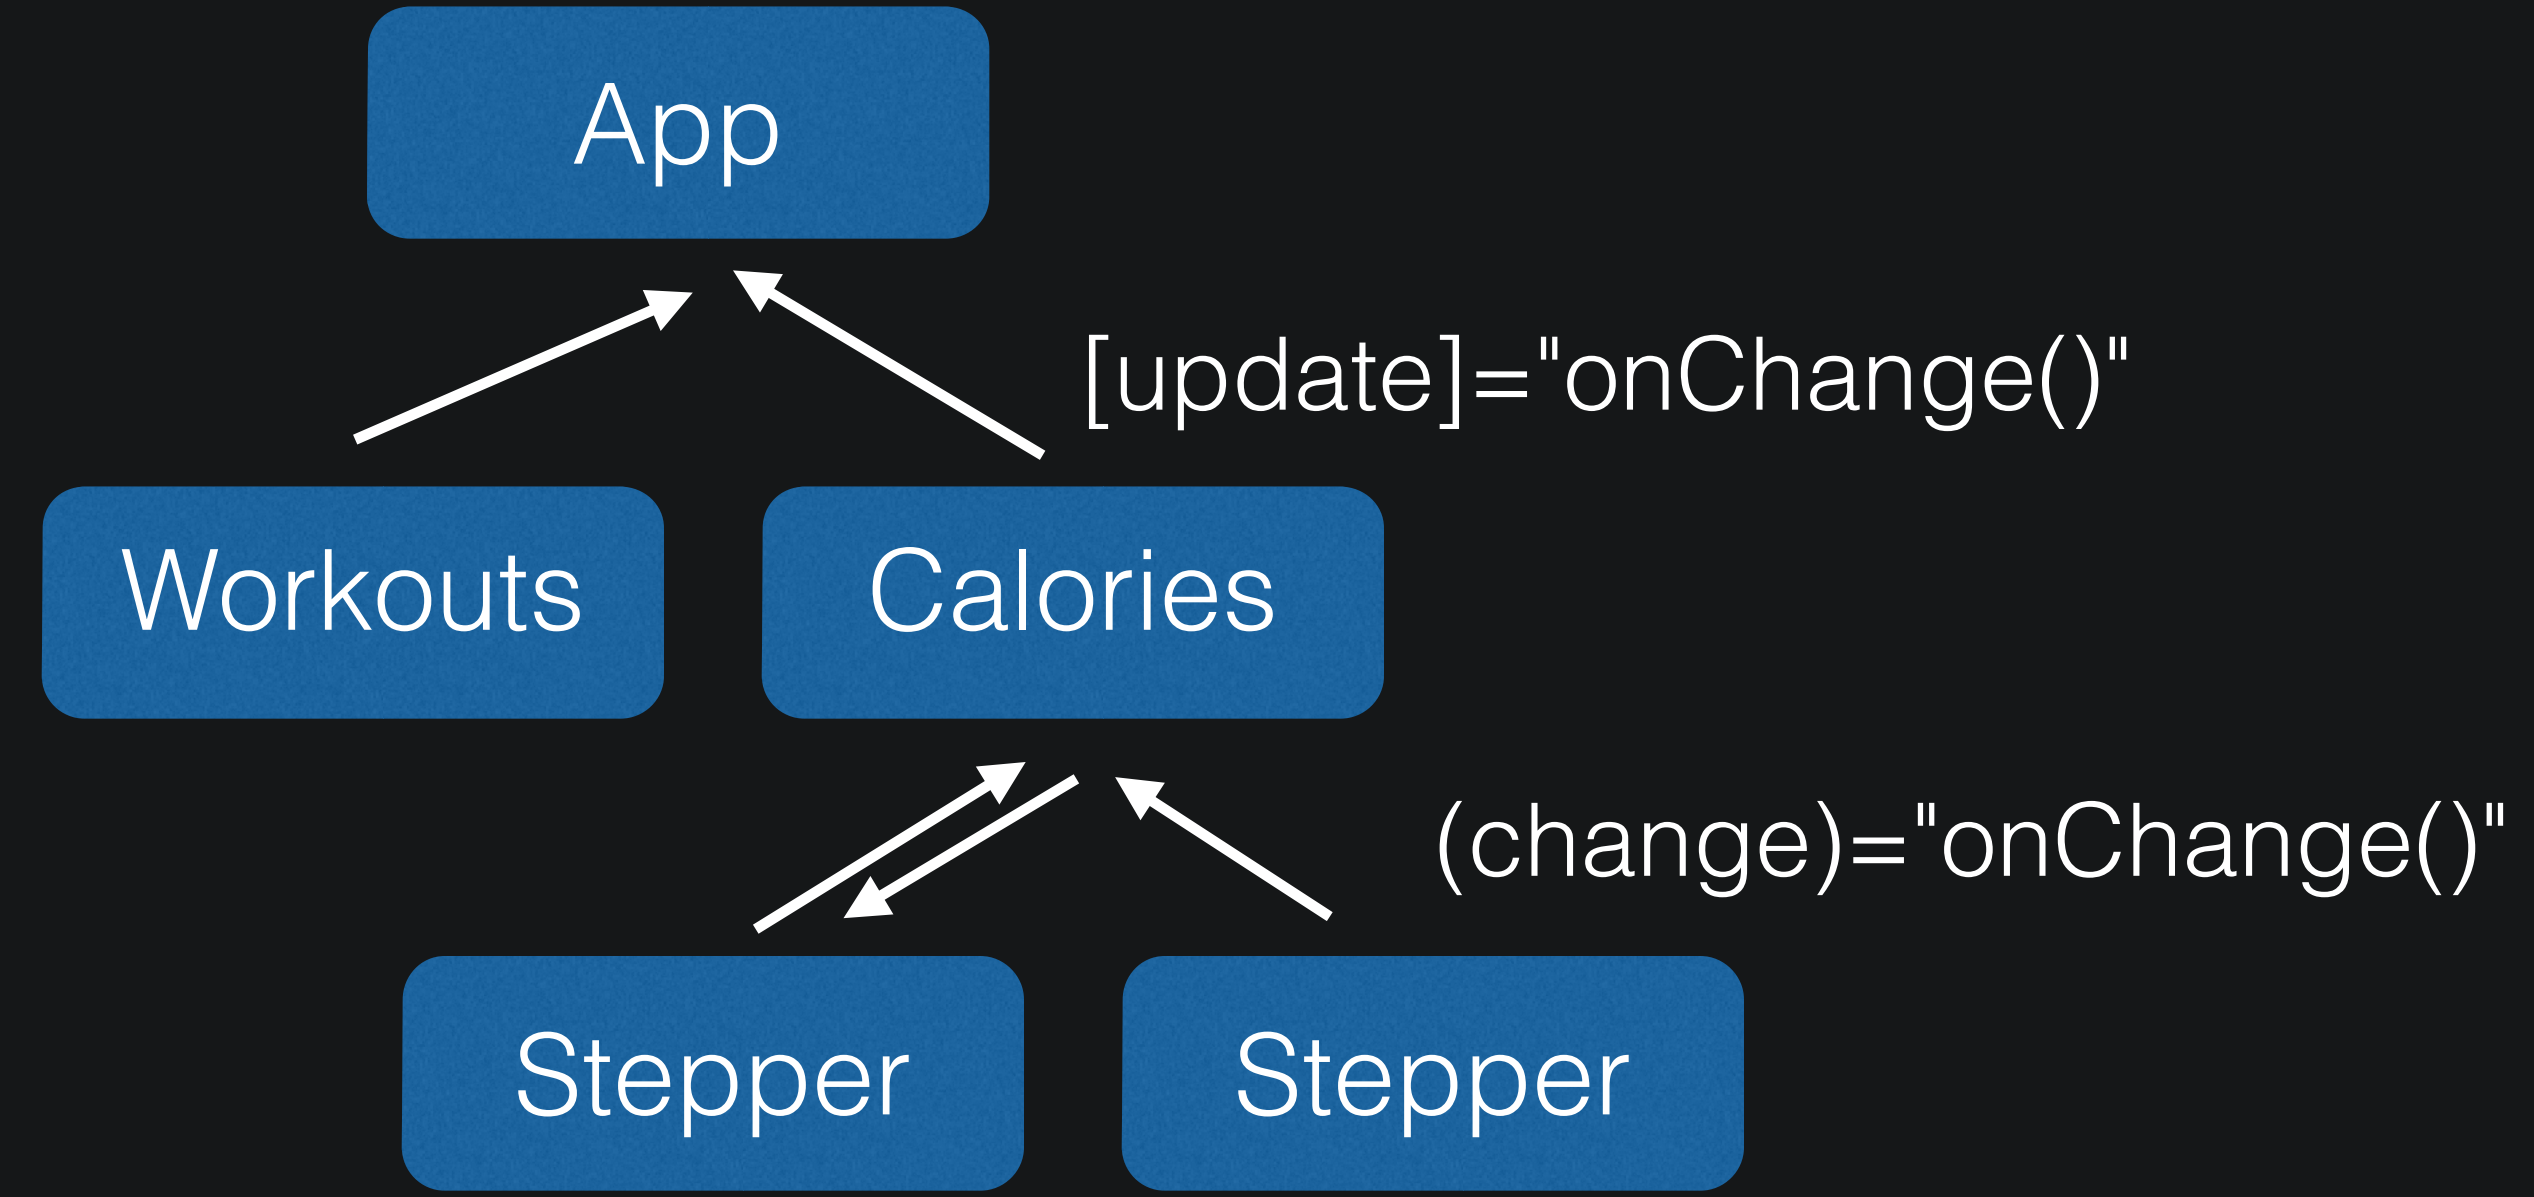 App
[update]="onChange()"
Workouts
Calories
(change)="onChange()"
Stepper
Stepper